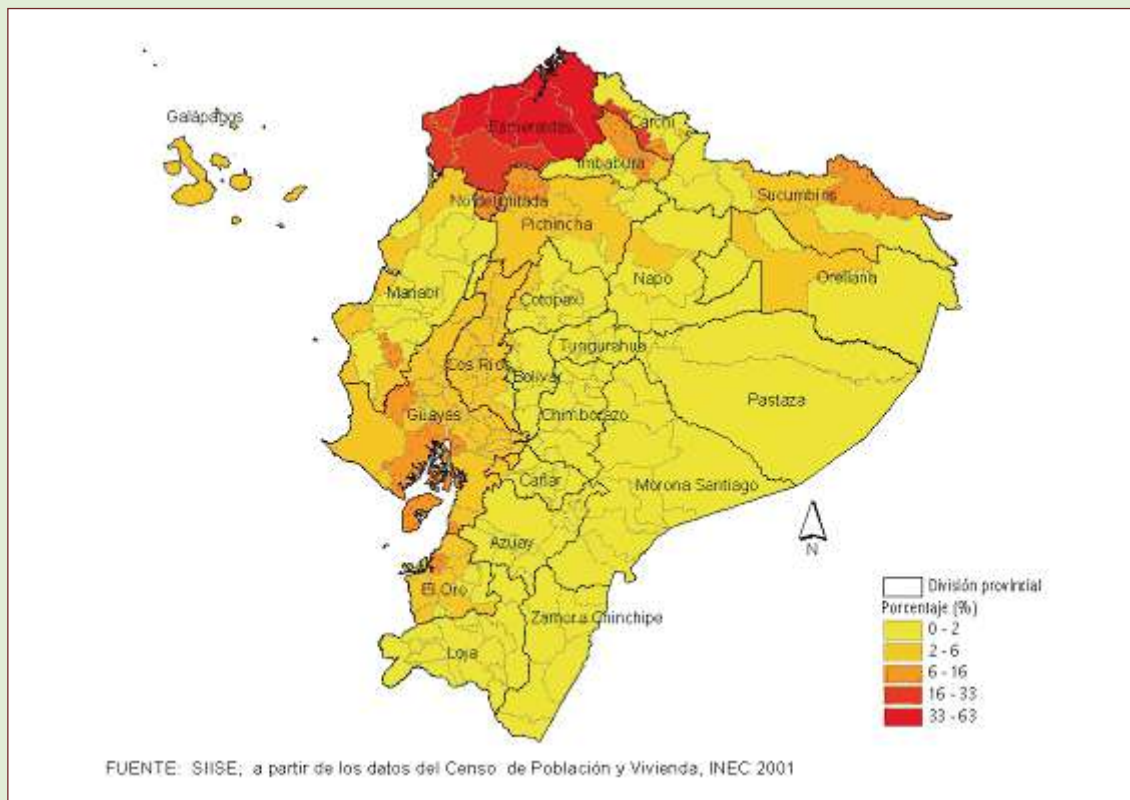 Galápagos
Esmeraldas
Carchi
Imbabura
No delimitada
Sucumbíos
Pichincha
Manabí
Napo
Orellana
Cotopaxi
Tungurahua
Los Ríos
Bolívar
Pastaza
Guayas
Chimborazo
Cañar
Morona Santiago
Azuay
N
El Oro
Zamora Chinchipe
Loja
División provincial
Porcentaje (%)
0 - 2
2 - 6
6 - 16
16 - 33
33 - 63
FUENTE: SIISE; a partir de los datos del Censo de Población y Vivienda, INEC 2001